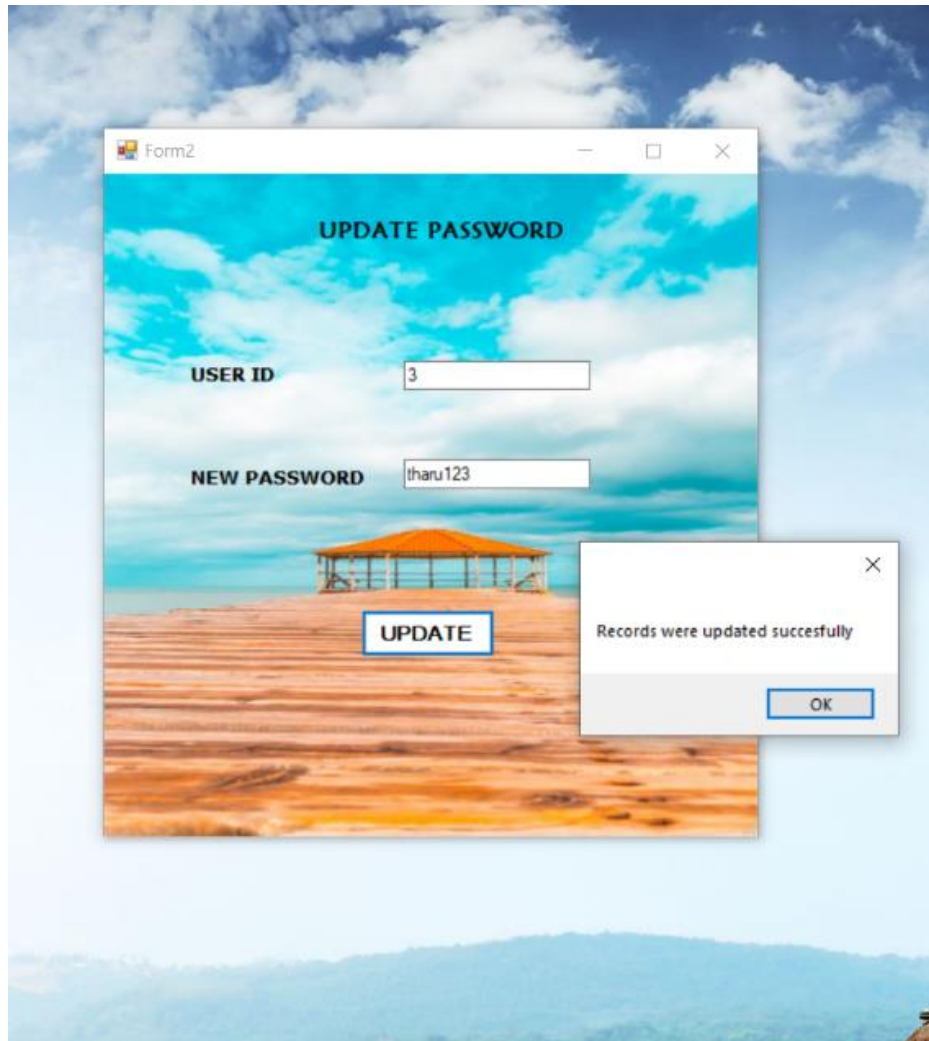 Form2
UPDATE PASSWORD
USER ID
3
NEW PASSWORD
tharu123
UPDATE
Records were updated succesfully
OK